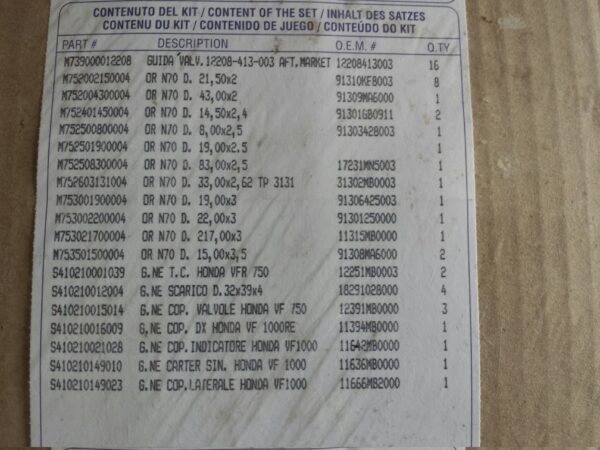 CONTENUTO DEL KIT / CONTENT OF THE SET / INHALT DES SATZES
CONTENU DU KIT / CONTENIDO DE JUEGO / CONTEÚDO DO KIT
PART # DESCRIPTION O.E.M. # Q.TY
M739000012208 GUIDA VALV.12208-413-003 AFT.MARKET 12208413003 16
M752002150004 OR N70 D. 21,50x2 91310KE8003 8
M752004300004 OR N70 D. 43,00x2 91309MA6000 1
M752401450004 OR N70 D. 14,50x2,4 91301GB0911 2
M752500800004 OR N70 D. 8,00x2,5 91303428003 1
M752501900004 OR N70 D. 19,00x2.5 1
M752508300004 OR N70 D. 83,00x2,5 17231MN5003 1
M752603131004 OR N70 D. 33,00x2,62 TP 3131 31302MB0003 1
M753001900004 OR N70 D. 19,00x3 91306425003 1
M753002200004 OR N70 D. 22,00x3 91301250000 1
M753021700004 OR N70 D. 217,00x3 11315MB0000 1
M753501500004 OR N70 D. 15,00x3,5 91308MA6000 2
S410210001039 G.NE T.C. HONDA VFR 750 12251MB0003 2
S410210012004 G.NE SCARICO D.32x39x4 18291028000 4
S410210015014 G.NE COP. VALVOLE HONDA VF 750 12391MB0000 3
S410210016009 G.NE COP. DX HONDA VF 1000RE 11394MB0000 1
S410210021028 G.NE COP.INDICATORE HONDA VF1000 11642MB0000 1
S410210149010 G.NE CARTER SIN. HONDA VF 1000 11636MB0000 1
S410210149023 G.NE COP.LASERALE HONDA VF1000 11666MB2000 1